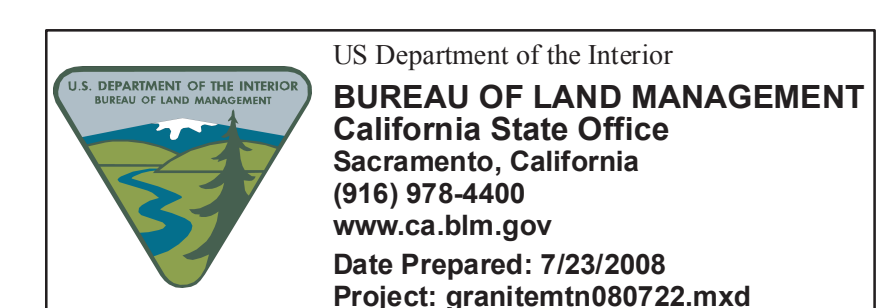 U.S. DEPARTMENT OF THE INTERIOR
BUREAU OF LAND MANAGEMENT
US Department of the Interior
BUREAU OF LAND MANAGEMENT
California State Office
Sacramento, California
(916) 978-4400
www.ca.blm.gov
Date Prepared: 7/23/2008
Project: granitemtn080722.mxd